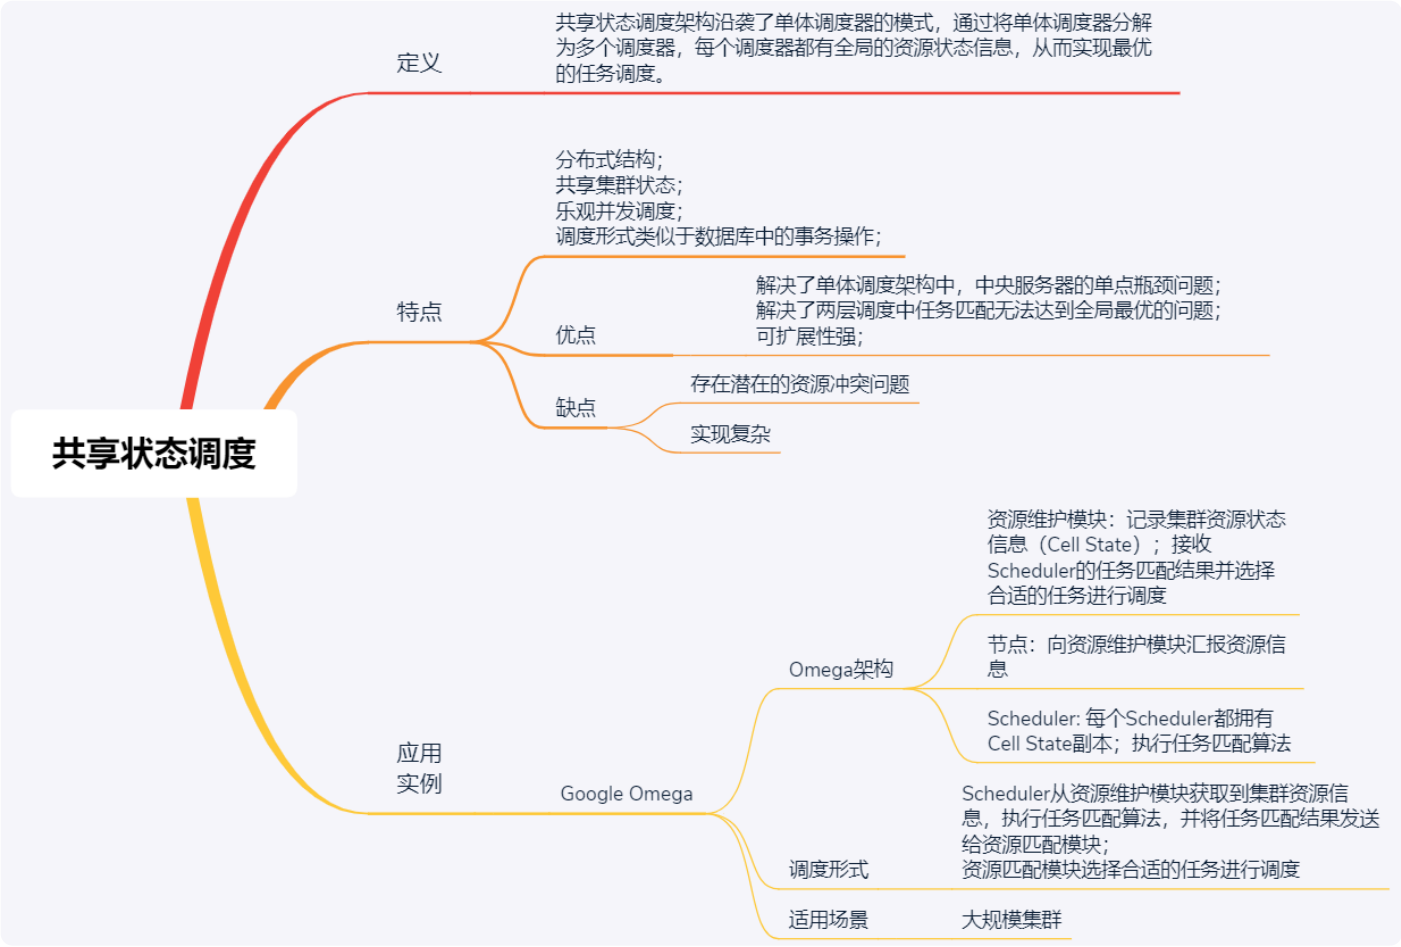 共享状态调度
定义
共享状态调度架构沿袭了单体调度器的模式，通过将单体调度器分解
为多个调度器，每个调度器都有全局的资源状态信息，从而实现最优
的任务调度。
特点
分布式结构；
共享集群状态；
乐观并发调度；
调度形式类似于数据库中的事务操作；
优点
解决了单体调度架构中，中央服务器的单点瓶颈问题；
解决了两层调度中任务匹配无法达到全局最优的问题；
可扩展性强；
缺点
存在潜在的资源冲突问题
实现复杂
应用
实例
Google Omega
Omega架构
资源维护模块：记录集群资源状态
信息（Cell State）；接收
Scheduler的任务匹配结果并选择
合适的任务进行调度
节点：向资源维护模块汇报资源信
息
Scheduler: 每个Scheduler都拥有
Cell State副本；执行任务匹配算法
调度形式
Scheduler从资源维护模块获取到集群资源信
息，执行任务匹配算法，并将任务匹配结果发送
给资源匹配模块；
资源匹配模块选择合适的任务进行调度
适用场景
大规模集群